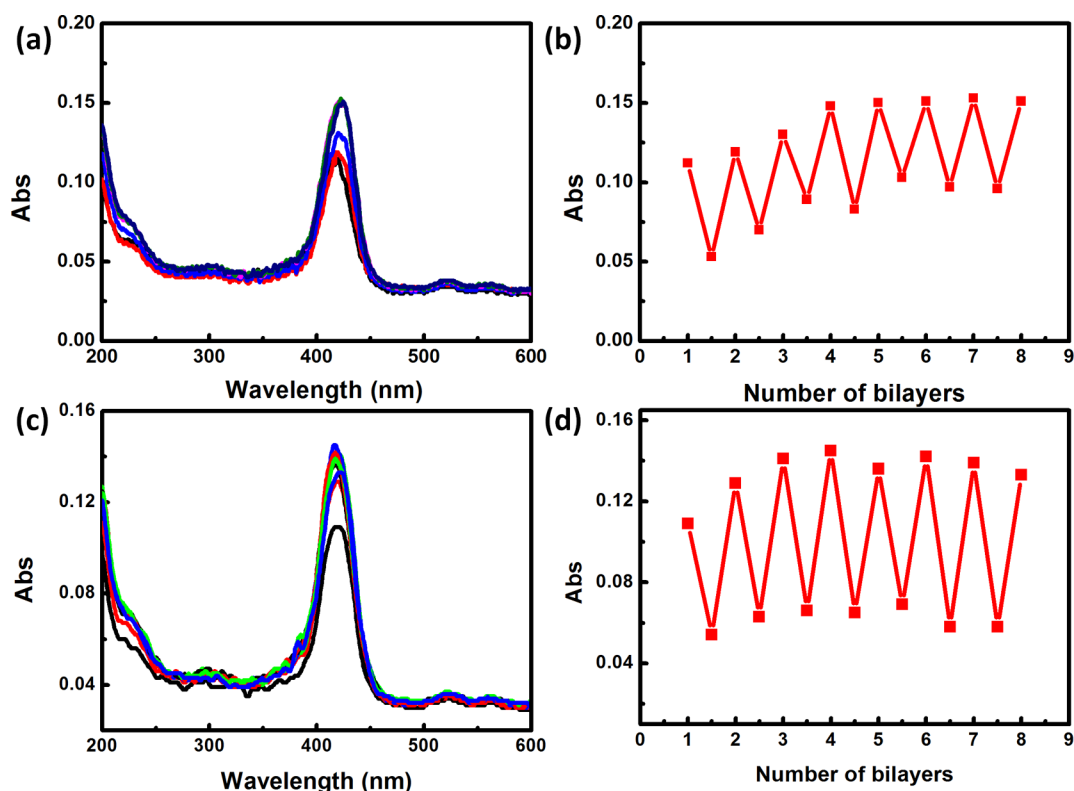 (a)
0.20
0.15
0.10
0.05
0.00
Abs
200 300 400 500 600
Wavelength (nm)
(b)
0.20
0.15
0.10
0.05
0.00
Abs
0 1 2 3 4 5 6 7 8 9
Number of bilayers
(c)
0.16
0.12
0.08
0.04
Abs
200 300 400 500 600
Wavelength (nm)
(d)
0.16
0.12
0.08
0.04
Abs
0 1 2 3 4 5 6 7 8 9
Number of bilayers